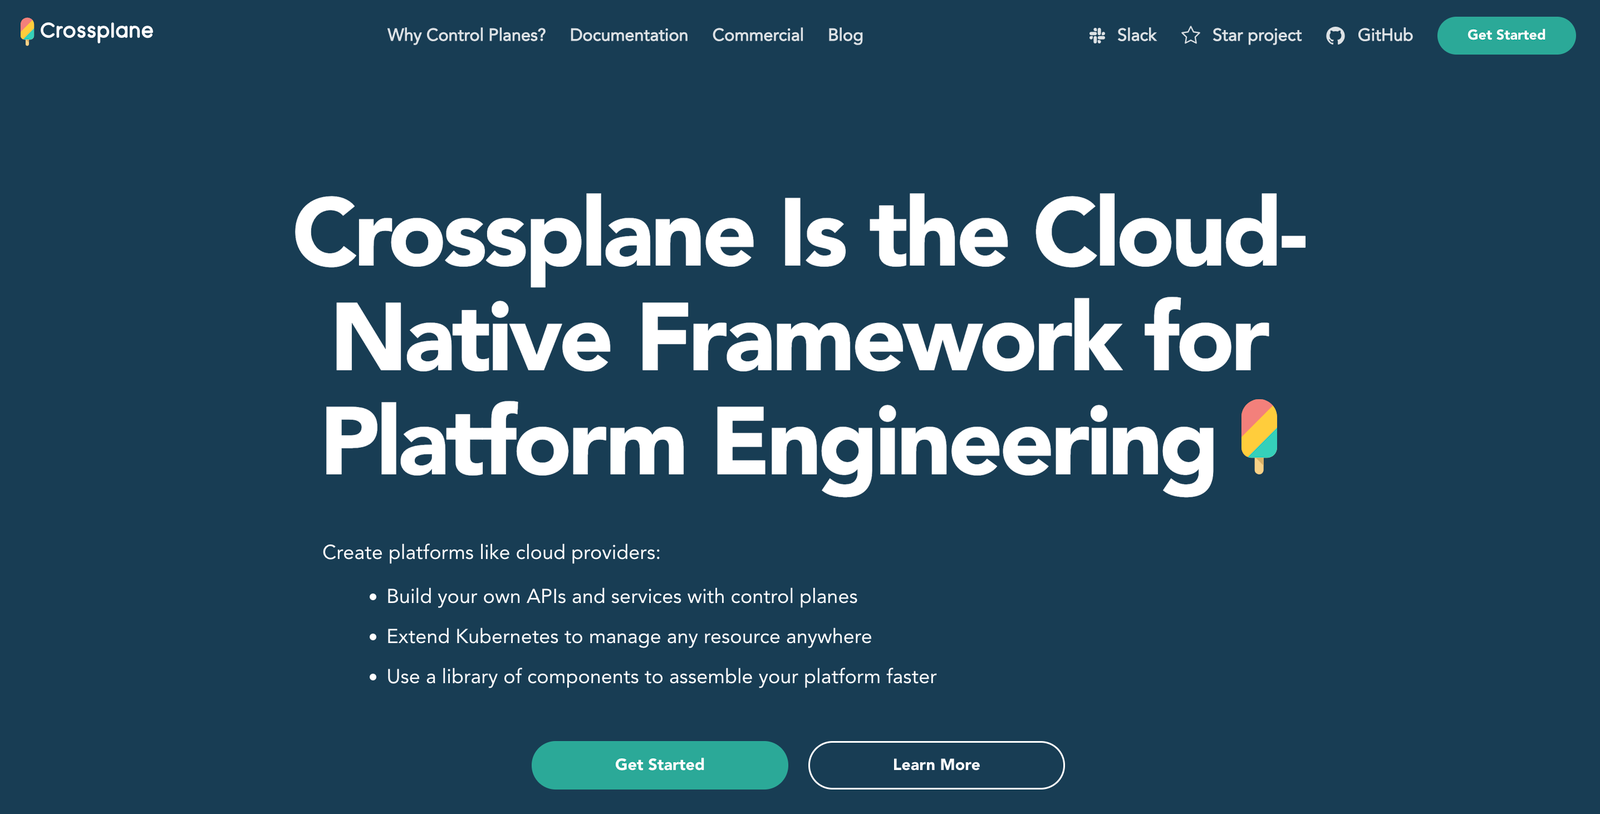 Crossplane
Why Control Planes? Documentation Commercial Blog
Slack Star project GitHub Get Started
Crossplane Is the Cloud-
Native Framework for
Platform Engineering
Create platforms like cloud providers:
• Build your own APIs and services with control planes
• Extend Kubernetes to manage any resource anywhere
• Use a library of components to assemble your platform faster
Get Started Learn More